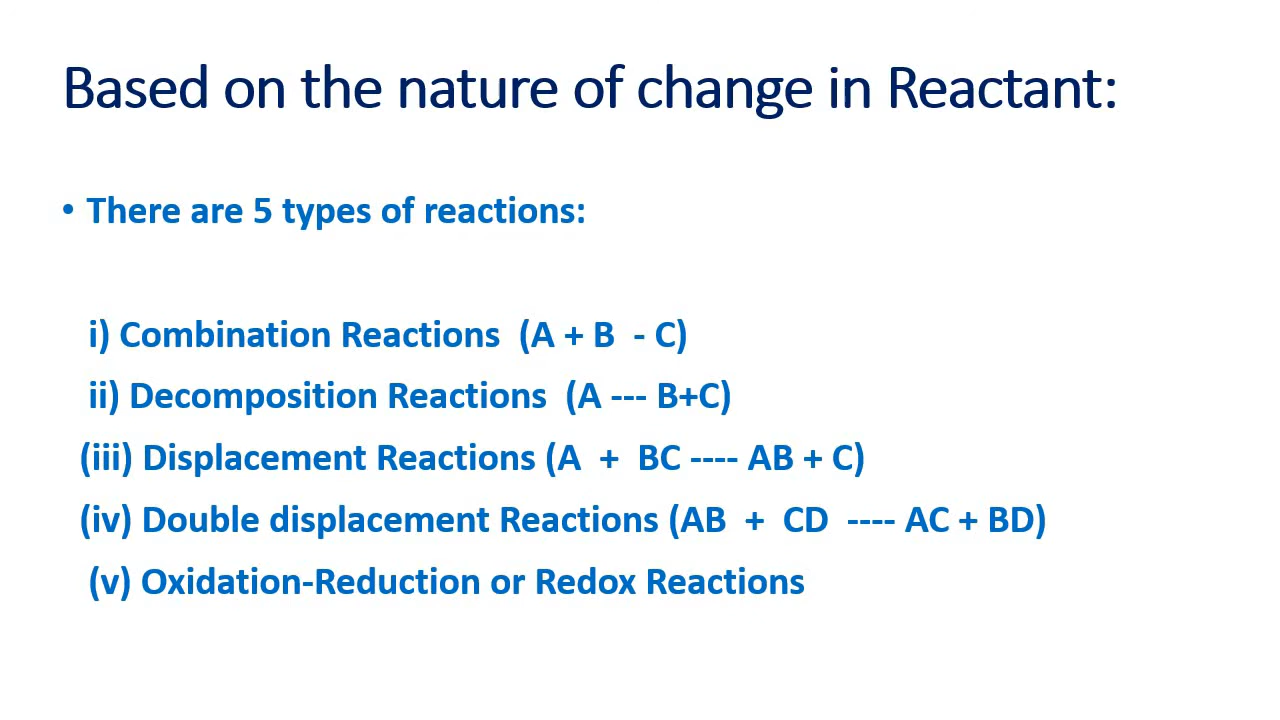 Based on the nature of change in Reactant:
• There are 5 types of reactions:
i) Combination Reactions  (A + B  - C)
ii) Decomposition Reactions  (A --- B+C)
(iii) Displacement Reactions (A  +  BC ---- AB + C)
(iv) Double displacement Reactions (AB  +  CD  ---- AC + BD)
(v) Oxidation-Reduction or Redox Reactions